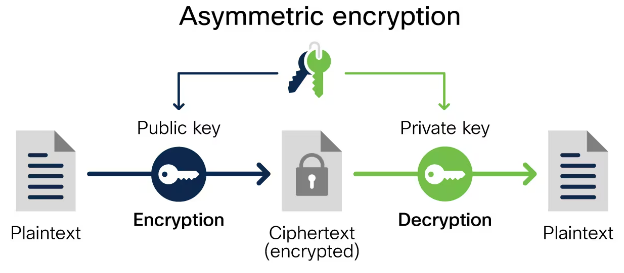 Asymmetric encryption
Public key
Private key
Encryption
Decryption
Plaintext
Ciphertext
(encrypted)
Plaintext